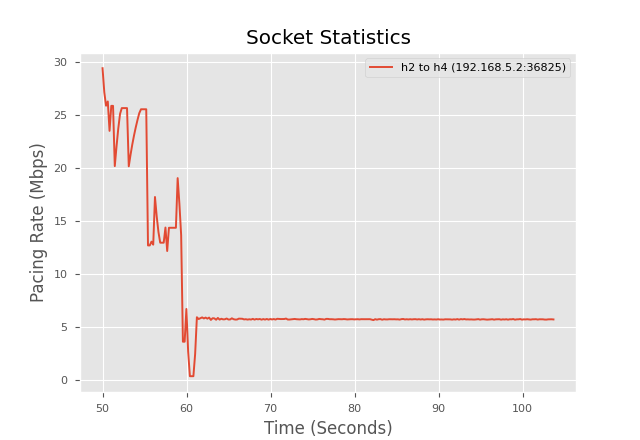 Socket Statistics
h2 to h4 (192.168.5.2:36825)
Pacing Rate (Mbps)
30
25
20
15
10
5
0
50 60 70 80 90 100
Time (Seconds)